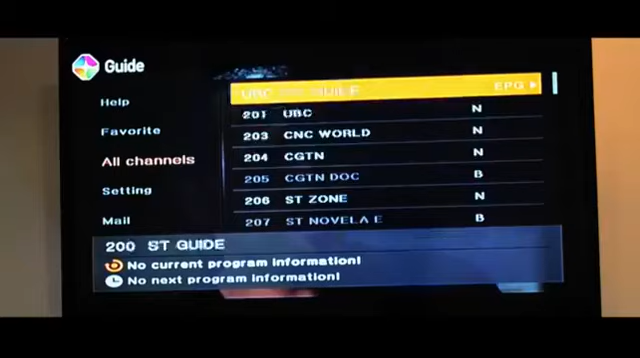 Guide
Help
Favorite
All channels
Setting
Mail
GUIDE EPG
201 UBC N
203 CNC WORLD N
204 CGTN N
205 CGTN DOC B
206 ST ZONE N
207 ST NOVELA E B
200 ST GUIDE
No current program information!
No next program information!